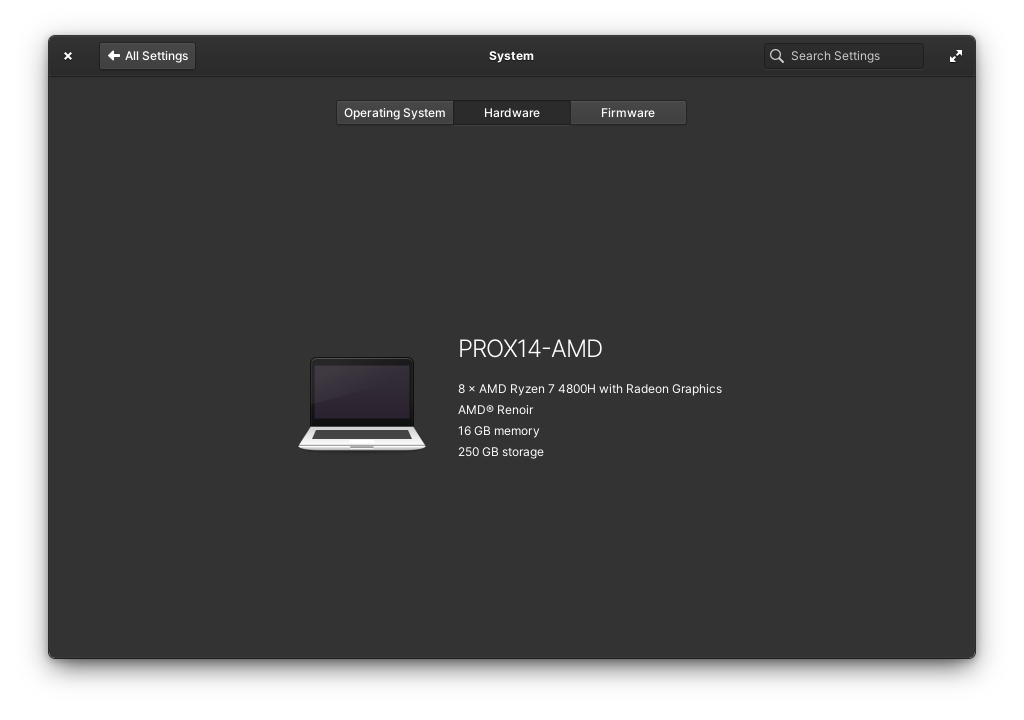 All Settings
System
Search Settings
Operating System
Hardware
Firmware
PROX14-AMD
8 × AMD Ryzen 7 4800H with Radeon Graphics
AMD® Renoir
16 GB memory
250 GB storage